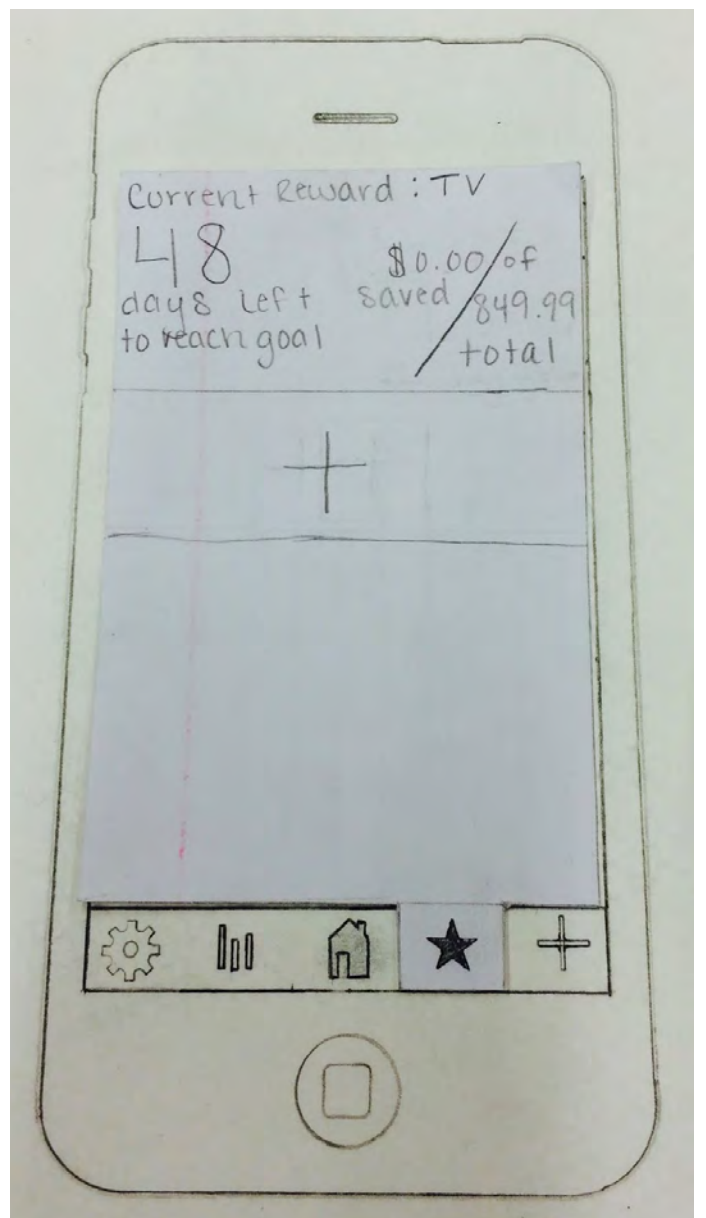 Current Reward : TV
48
days left
to reach goal
$0.00/of
saved
849.99
total